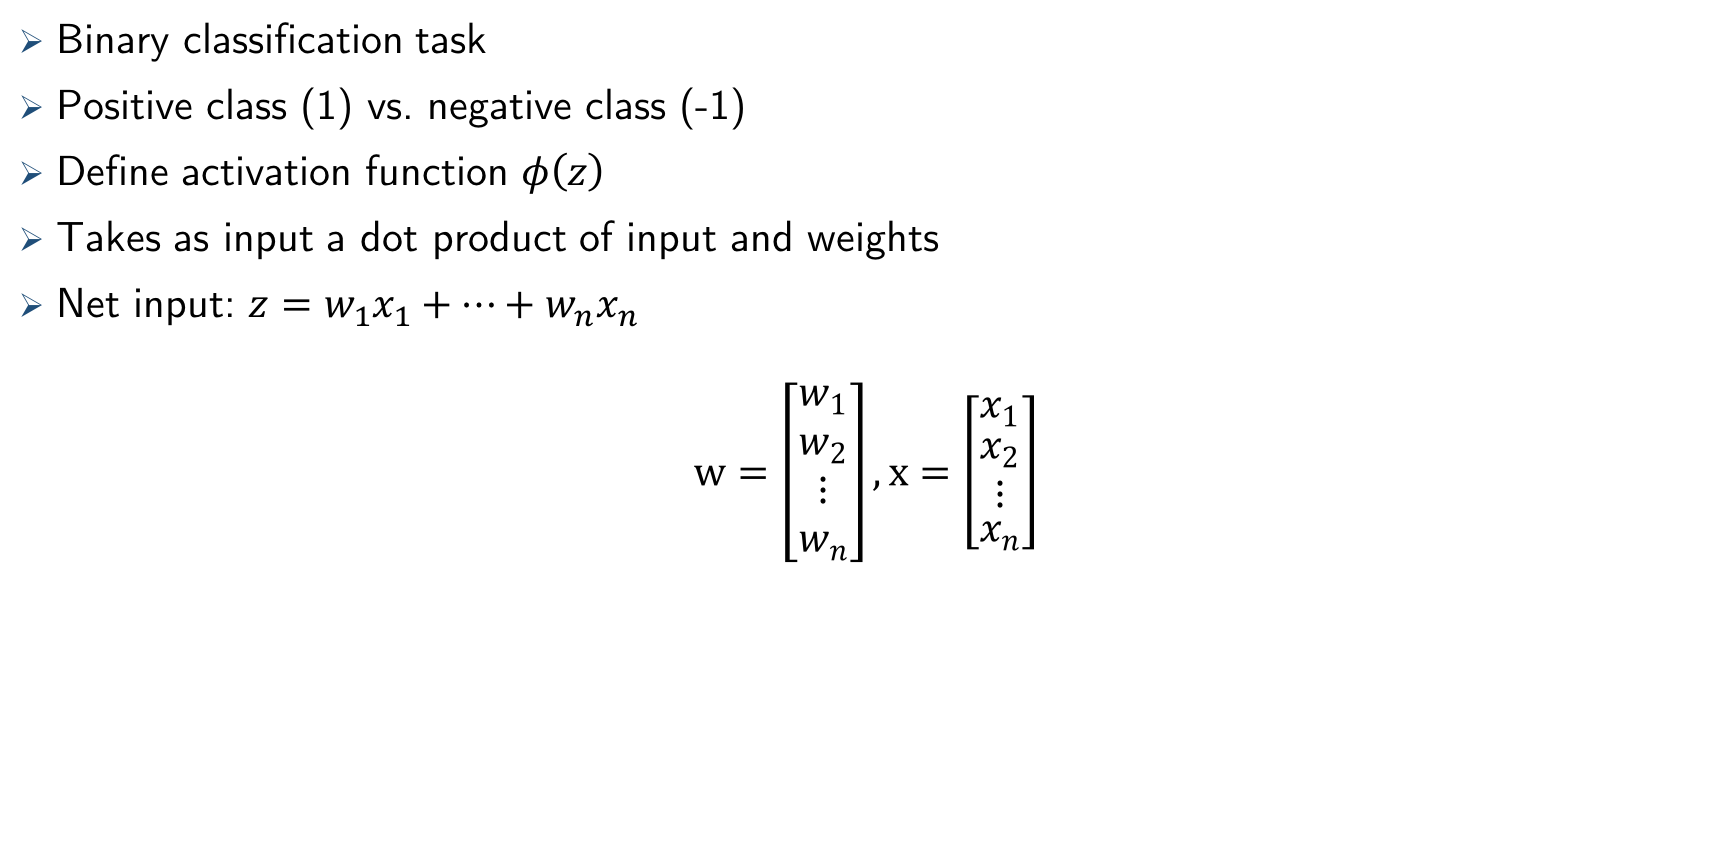 ➢ Binary classification task
➢ Positive class (1) vs. negative class (-1)
➢ Define activation function 𝜙(𝑧)
➢ Takes as input a dot product of input and weights
➢ Net input: 𝑧 = 𝑤₁𝑥₁ + ⋯ + 𝑤ₙ𝑥ₙ
w = [𝑤₁ 𝑤₂ ⋮ 𝑤ₙ], x = [𝑥₁ 𝑥₂ ⋮ 𝑥ₙ]